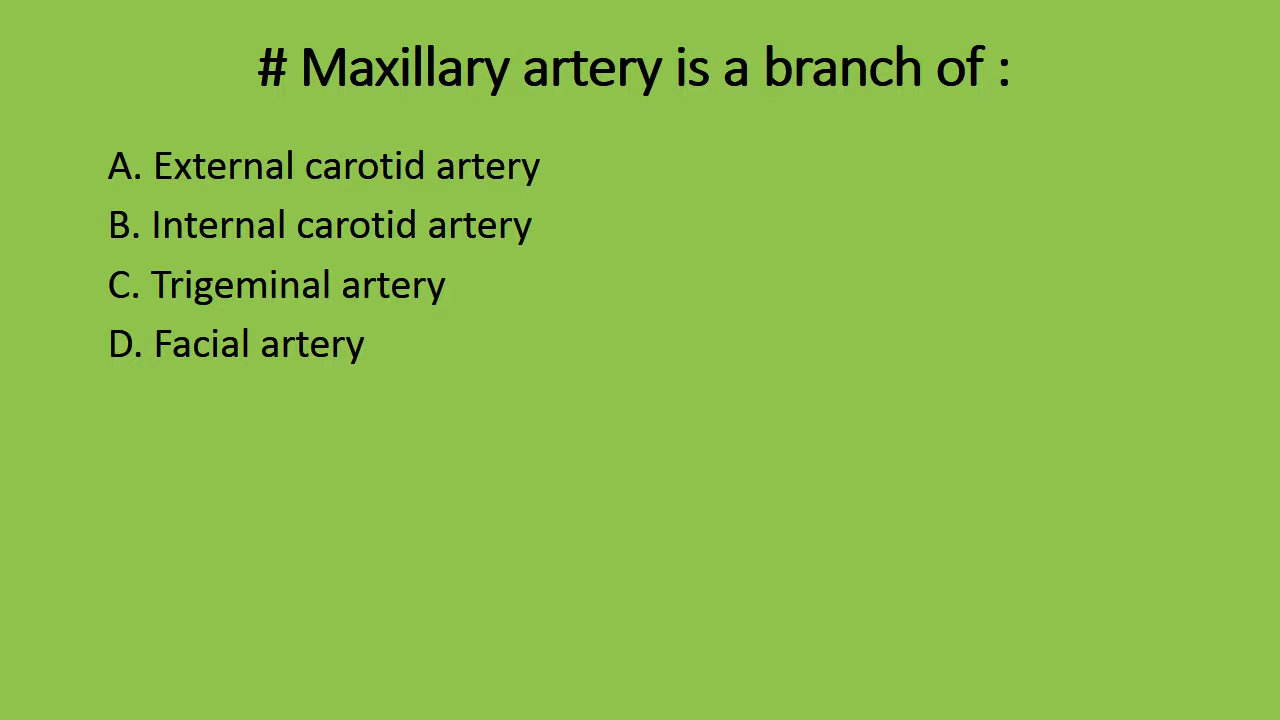 # Maxillary artery is a branch of :
A. External carotid artery
B. Internal carotid artery
C. Trigeminal artery
D. Facial artery